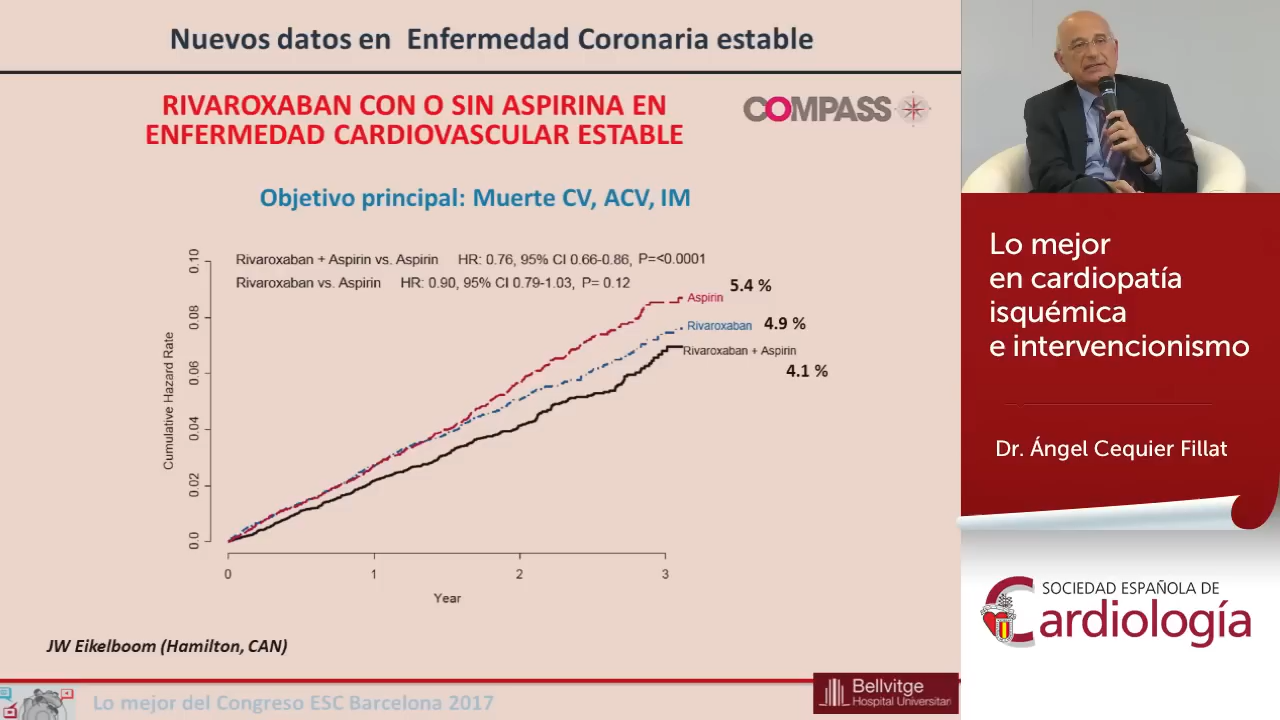 Nuevos datos en Enfermedad Coronaria estable
RIVAROXABAN CON O SIN ASPIRINA EN
ENFERMEDAD CARDIOVASCULAR ESTABLE
COMPASS
Objetivo principal: Muerte CV, ACV, IM
Rivaroxaban + Aspirin vs. Aspirin HR: 0.76, 95% CI 0.66-0.86, P=<0.0001
Rivaroxaban vs. Aspirin HR: 0.90, 95% CI 0.79-1.03, P= 0.12
Aspirin 5.4 %
Rivaroxaban 4.9 %
Rivaroxaban + Aspirin
4.1 %
Cumulative Hazard Rate
0.10
0.08
0.06
0.04
0.02
0.0
0 1 2 3
Year
JW Eikelboom (Hamilton, CAN)
Lo mejor del Congreso ESC Barcelona 2017
Bellvitge
Hospital Universitari
Lo mejor
en cardiopatía
isquémica
e intervencionismo
Dr. Ángel Cequier Fillat
SOCIEDAD ESPAÑOLA DE
Cardiología